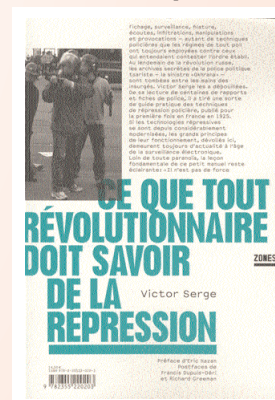 fichage, surveillance, filature,
écoutes, infiltrations, manipulations
et provocations – autant de techniques
policières que les régimes de tout poil
ont toujours employées contre ceux
qui entendaient contester l'ordre établi.
Au lendemain de la révolution russe,
les archives secrètes de la police politique
tsariste – la sinistre «Okhrana» –
sont tombées entre les mains des
insurgés. Victor Serge les a dépouillées.
De sa lecture de centaines de rapports
et fiches de police, il a tiré une sorte
de guide pratique des techniques
de répression policière, publié pour
la première fois en France en 1925.
Si les technologies répressives
se sont depuis considérablement
modernisées, les grands principes
de leur fonctionnement, dévoilés ici,
demeurent toujours d'actualité à l'âge
de la surveillance électronique.
Loin de toute paranoïa, la leçon
fondamentale de ce petit manuel reste
éclairante: «Il n'est pas de force
CE QUE TOUT
RÉVOLUTIONNAIRE
DOIT SAVOIR
ZONES
DE LA
Victor Serge
RÉPRESSION
Préface d'Eric Hazan
Postfaces de
Francis Dupuis-Déri
et Richard Greeman
9 782355 220203